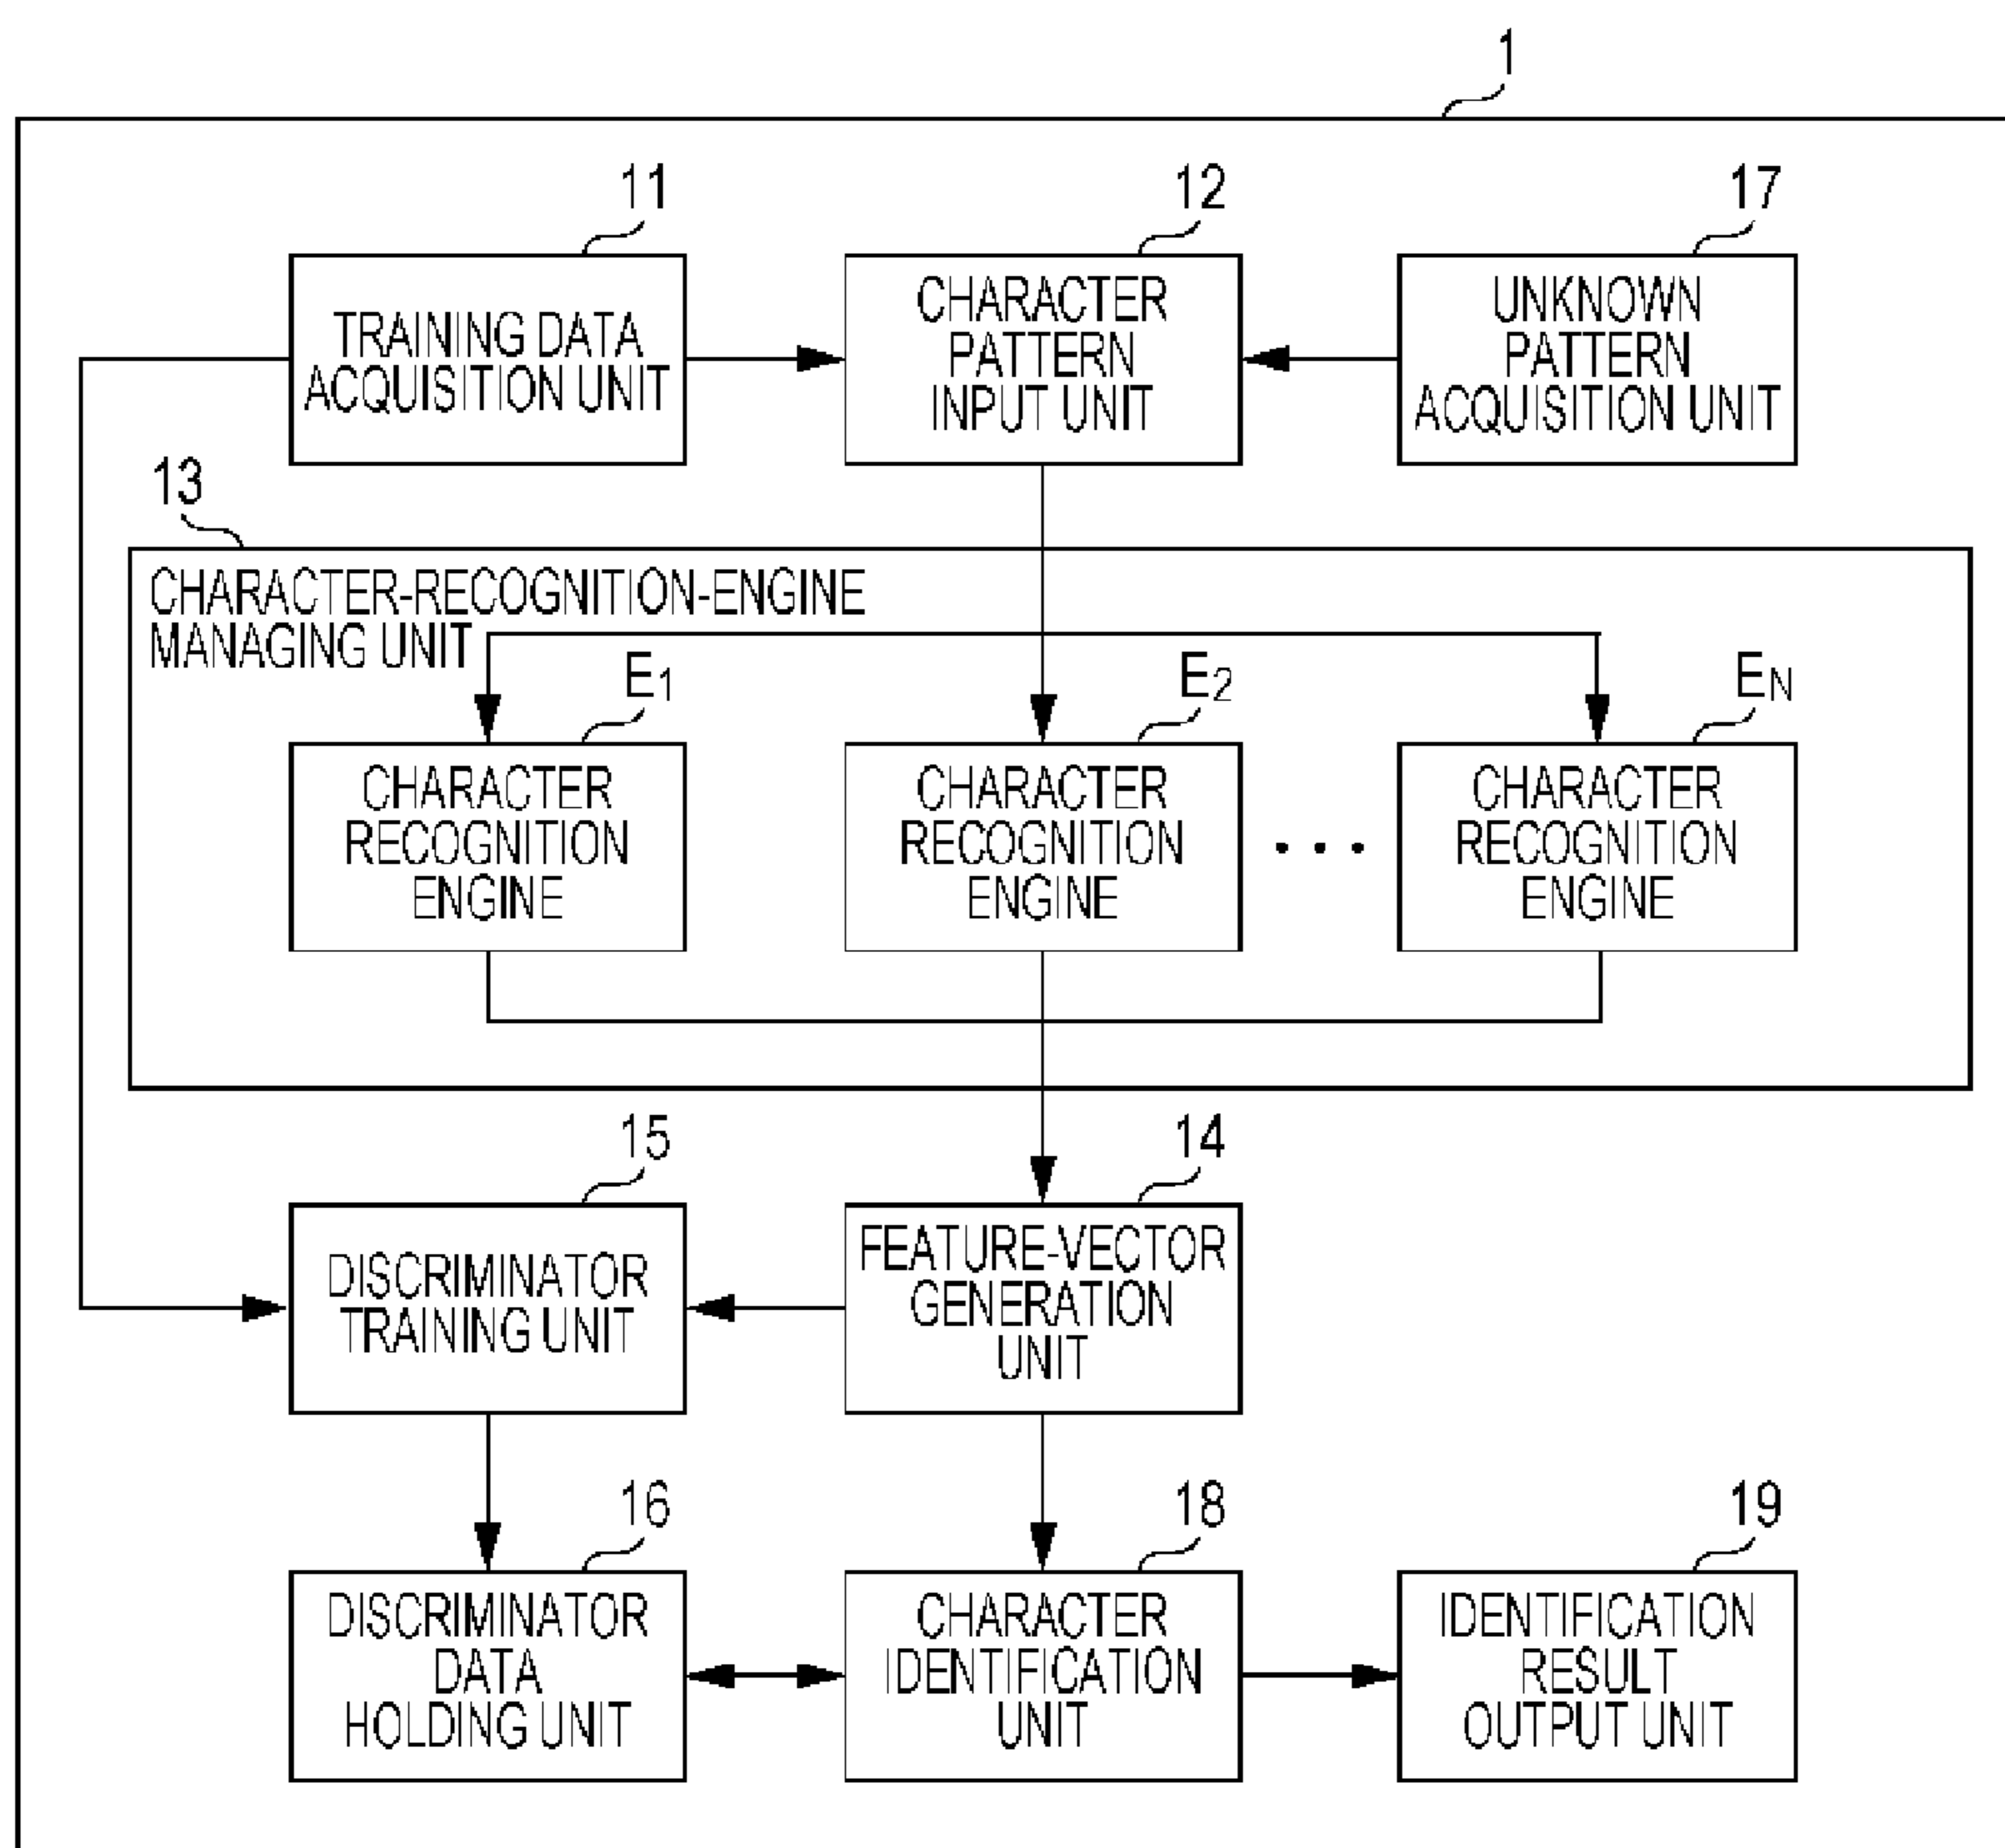 1
11
12
17
TRAINING DATA
ACQUISITION UNIT
CHARACTER
PATTERN
INPUT UNIT
UNKNOWN
PATTERN
ACQUISITION UNIT
13
CHARACTER-RECOGNITION-ENGINE
MANAGING UNIT
E1
E2
EN
CHARACTER
RECOGNITION
ENGINE
CHARACTER
RECOGNITION
ENGINE
...
CHARACTER
RECOGNITION
ENGINE
15
14
DISCRIMINATOR
TRAINING UNIT
FEATURE-VECTOR
GENERATION
UNIT
16
18
19
DISCRIMINATOR
DATA
HOLDING UNIT
CHARACTER
IDENTIFICATION
UNIT
IDENTIFICATION
RESULT
OUTPUT UNIT